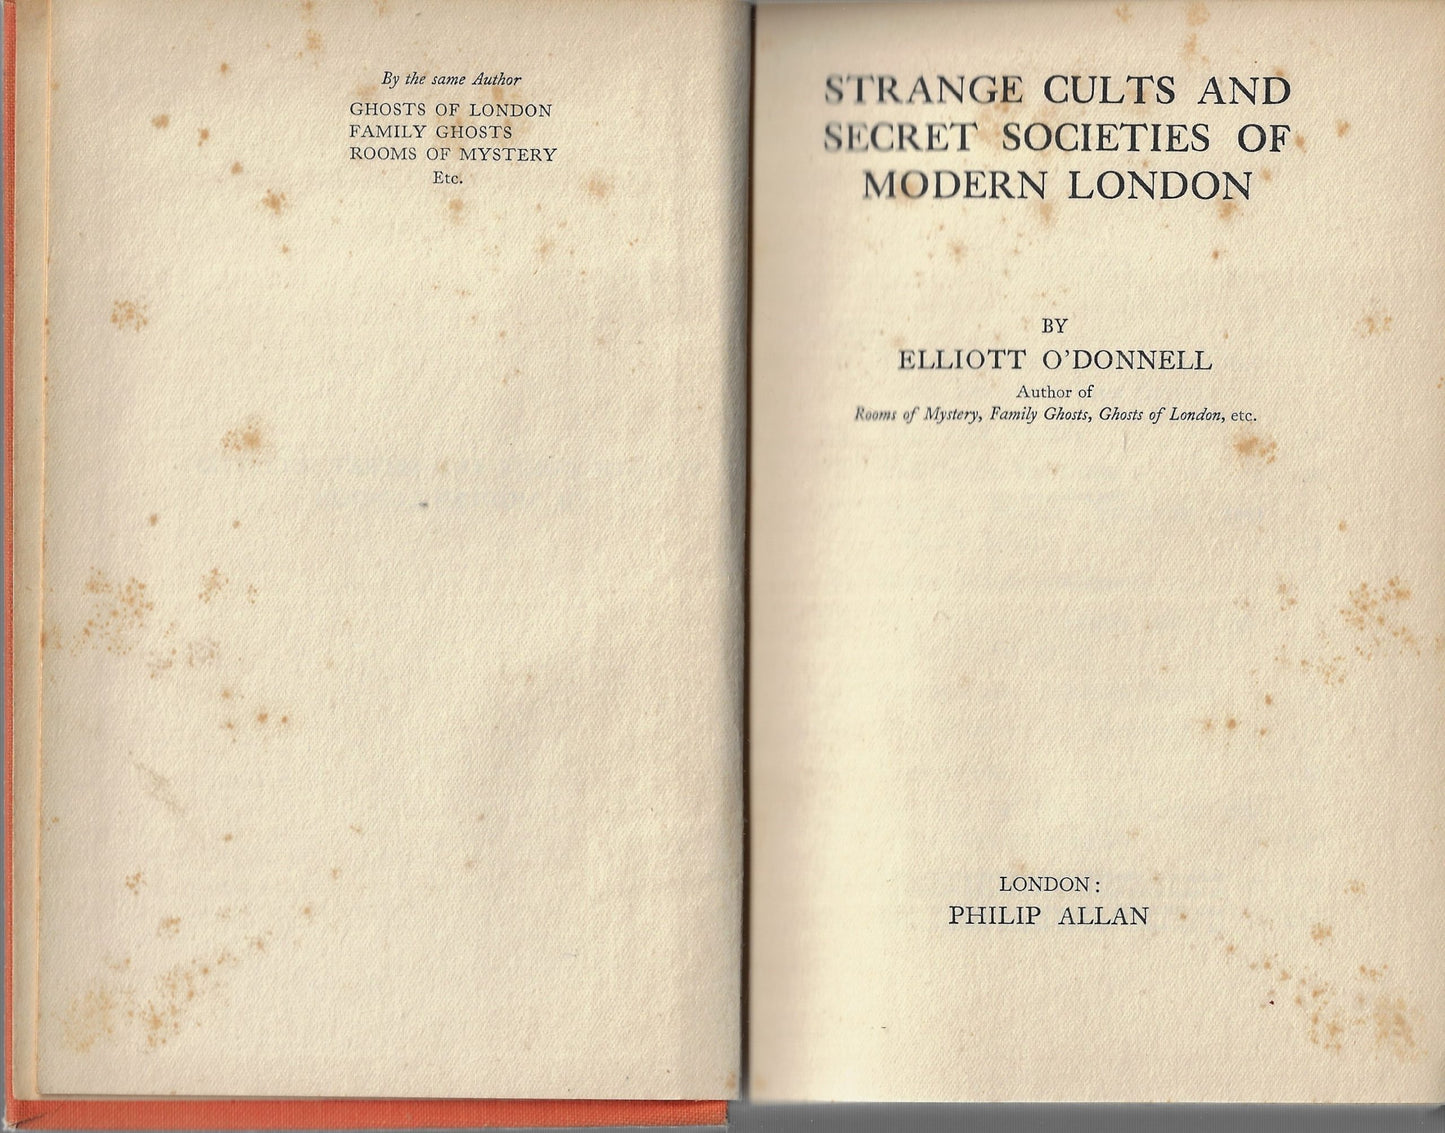 By the same Author
GHOSTS OF LONDON
FAMILY GHOSTS
ROOMS OF MYSTERY
Etc.
STRANGE CULTS AND
SECRET SOCIETIES OF
MODERN LONDON
BY
ELLIOTT O'DONNELL
Author of
Rooms of Mystery, Family Ghosts, Ghosts of London, etc.
LONDON:
PHILIP ALLAN